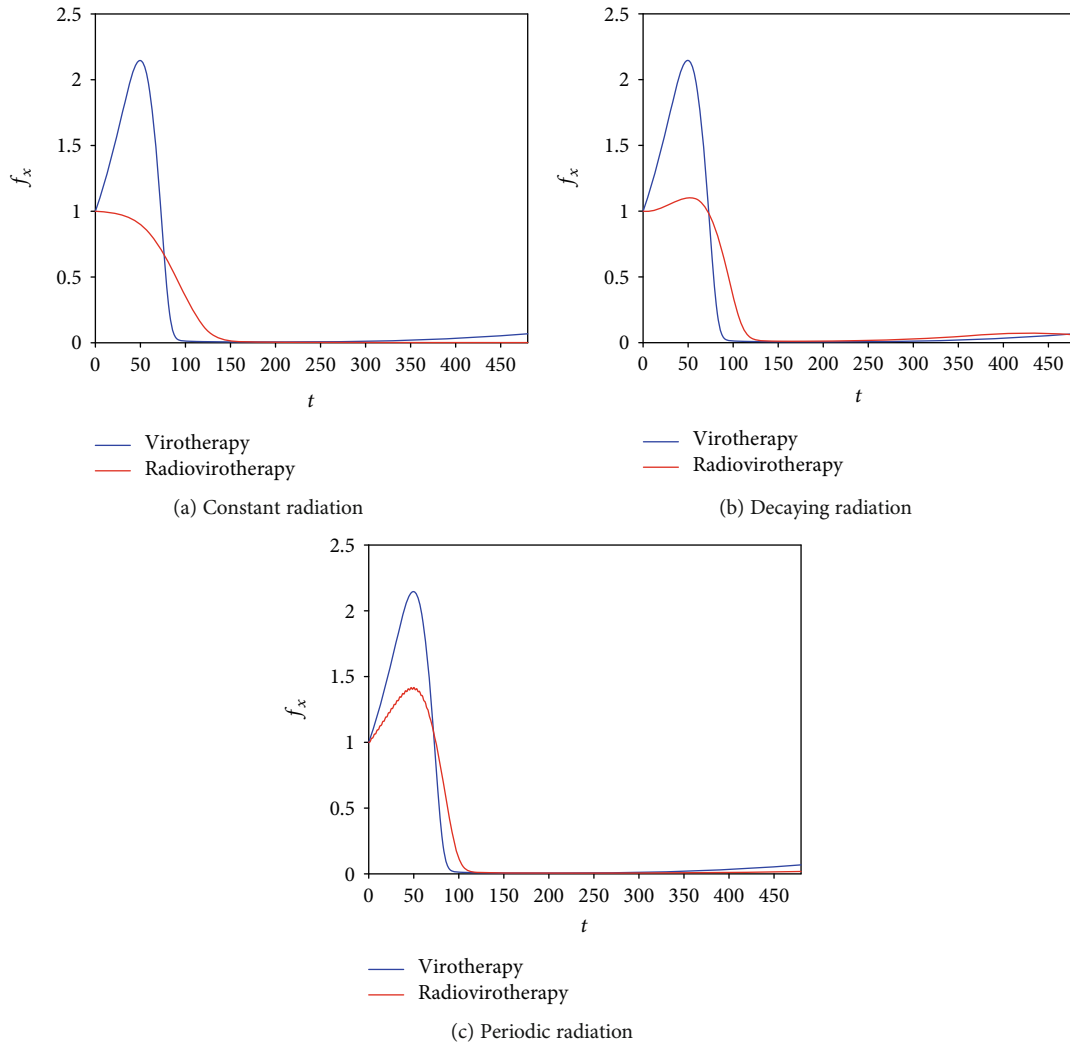 2.5
2
1.5
1
0.5
0
f_x
0 50 100 150 200 250 300 350 400 450
t
Virotherapy
Radiovirotherapy
(a) Constant radiation
2.5
2
1.5
1
0.5
0
f_x
0 50 100 150 200 250 300 350 400 450
t
Virotherapy
Radiovirotherapy
(b) Decaying radiation
2.5
2
1.5
1
0.5
0
f_x
0 50 100 150 200 250 300 350 400 450
t
Virotherapy
Radiovirotherapy
(c) Periodic radiation